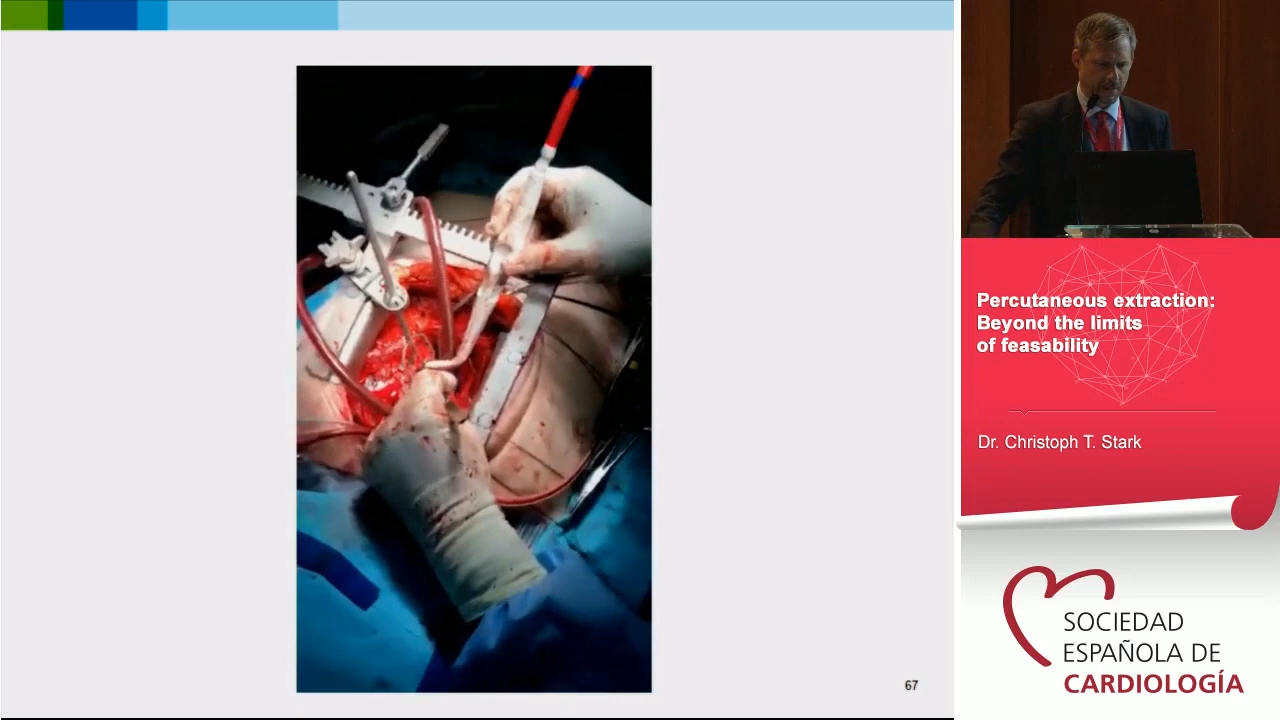 67
Percutaneous extraction:
Beyond the limits
of feasability
Dr. Christoph T. Stark
SOCIEDAD
ESPAÑOLA DE
CARDIOLOGÍA